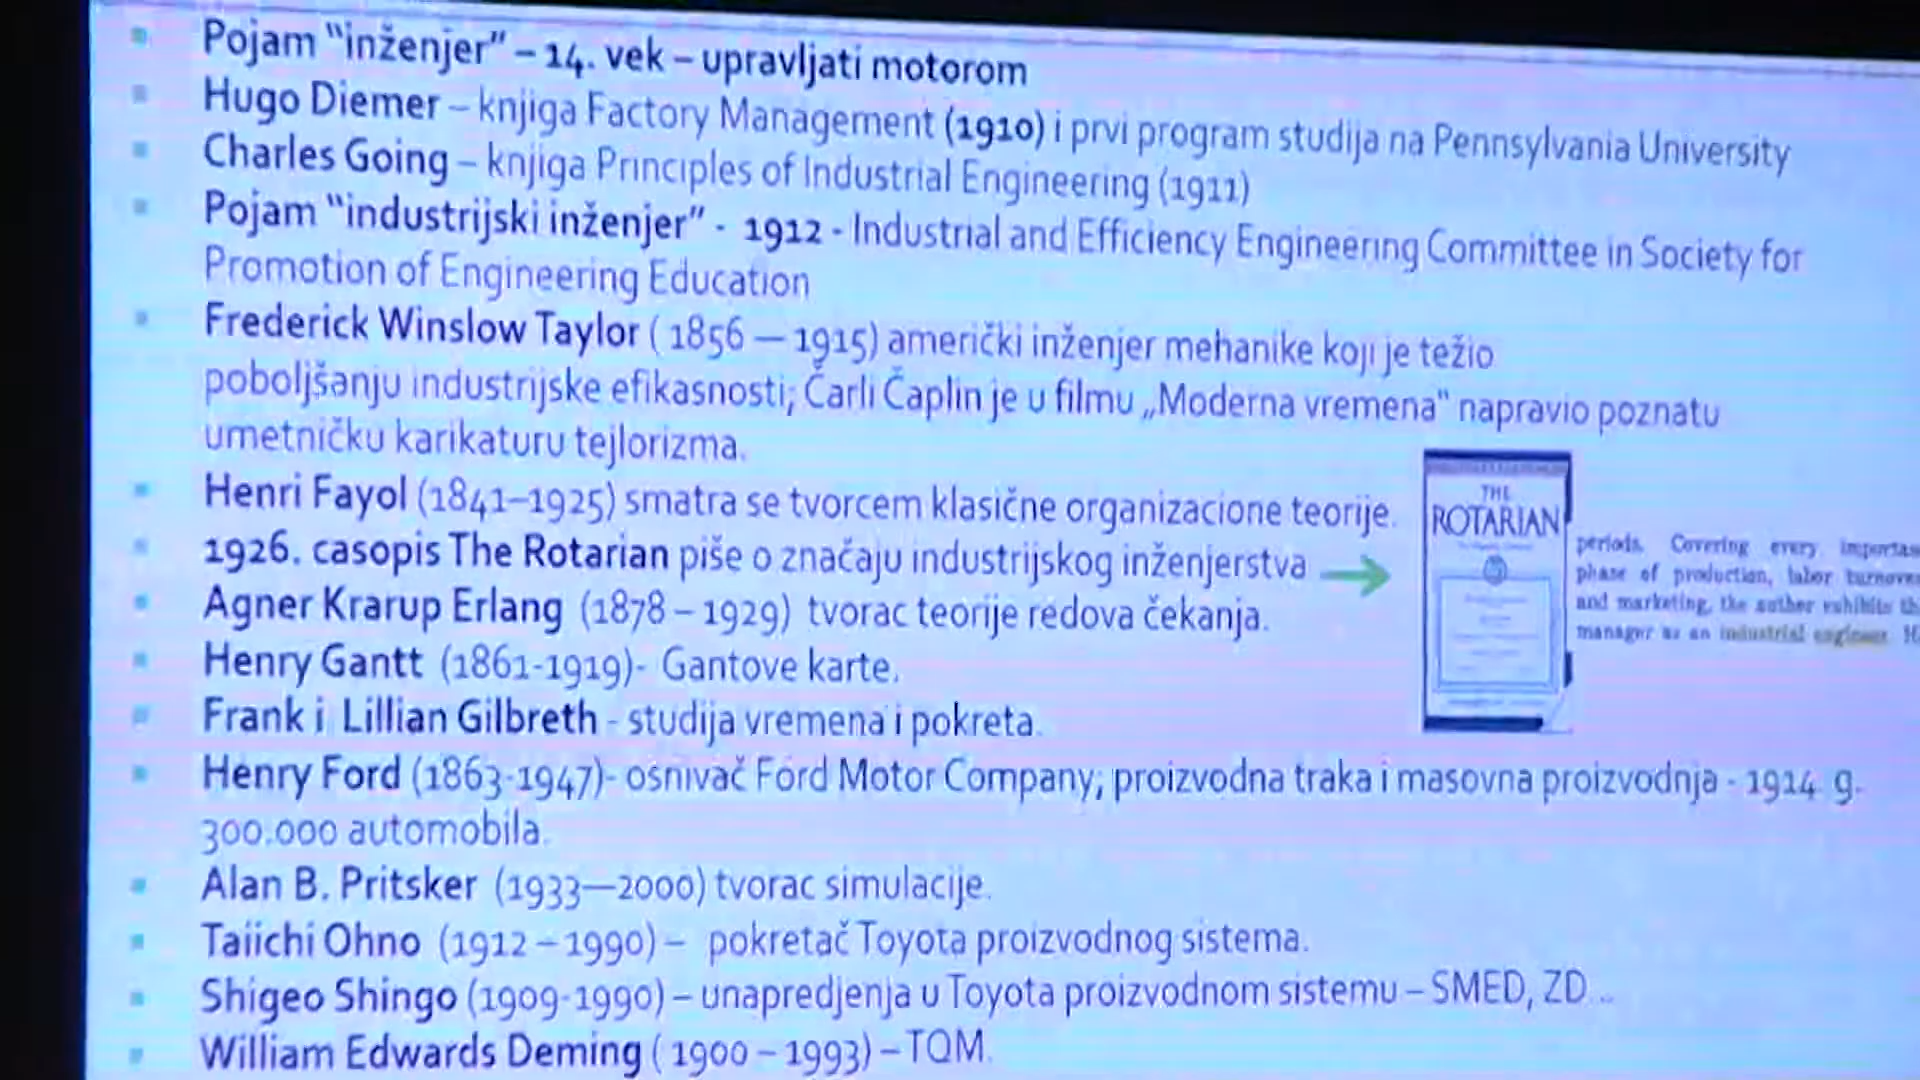 Pojam "inženjer" – 14. vek – upravljati motorom
Hugo Diemer – knjiga Factory Management (1910) i prvi program studija na Pennsylvania University
Charles Going – knjiga Principles of Industrial Engineering (1911)
Pojam "industrijski inženjer" - 1912 - Industrial and Efficiency Engineering Committee in Society for
Promotion of Engineering Education
Frederick Winslow Taylor ( 1856 — 1915) američki inženjer mehanike koji je težio
poboljšanju industrijske efikasnosti; Čarli Čaplin je u filmu „Moderna vremena" napravio poznatu
umetničku karikaturu tejlorizma.
Henri Fayol (1841–1925) smatra se tvorcem klasične organizacione teorije.
1926. casopis The Rotarian piše o značaju industrijskog inženjerstva
THE
ROTARIAN
periods. Covering every importan
phase of production, labor turnover
and marketing, the author exhibits th
manager as an industrial engineer. H
Agner Krarup Erlang (1878 – 1929) tvorac teorije redova čekanja.
Henry Gantt (1861-1919)- Gantove karte.
Frank i Lillian Gilbreth - studija vremena i pokreta.
Henry Ford (1863-1947)- osnivač Ford Motor Company; proizvodna traka i masovna proizvodnja - 1914 g.
300.000 automobila.
Alan B. Pritsker (1933—2000) tvorac simulacije.
Taiichi Ohno (1912 – 1990) – pokretač Toyota proizvodnog sistema.
Shigeo Shingo (1909-1990) – unapredjenja u Toyota proizvodnom sistemu – SMED, ZD ..
William Edwards Deming ( 1900 – 1993) – TQM.